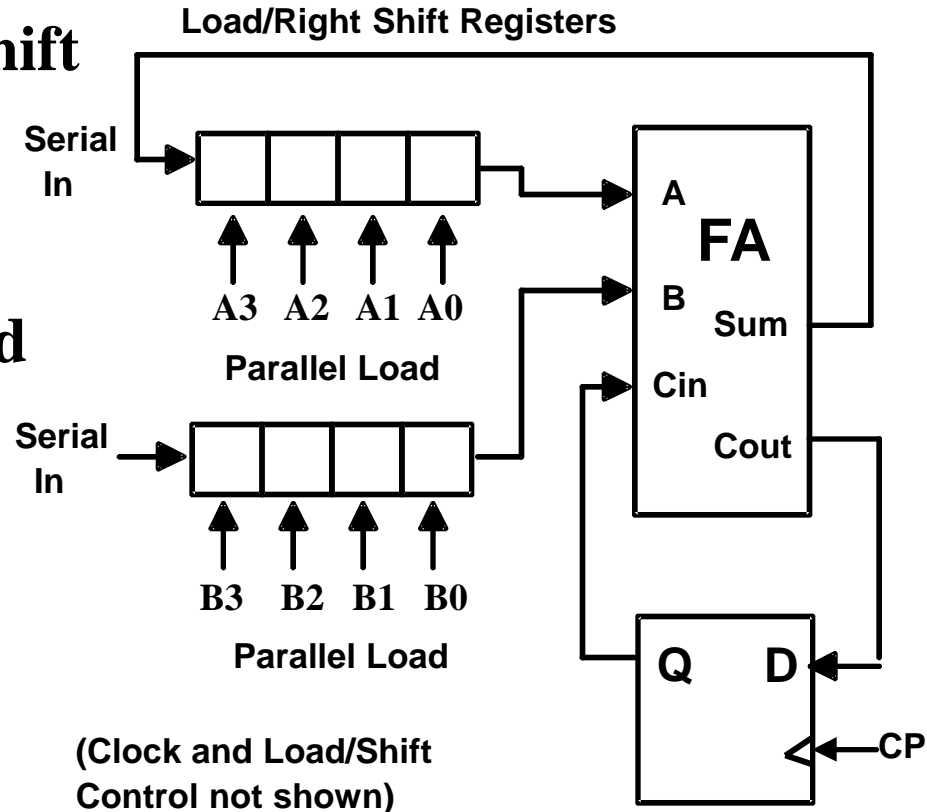 Load/Right Shift Registers
hift
Serial
In
A
FA
A3 A2 A1 A0
B
Sum
d
Parallel Load
Cin
Serial
In
Cout
B3 B2 B1 B0
Parallel Load
Q D
(Clock and Load/Shift
Control not shown)
CP